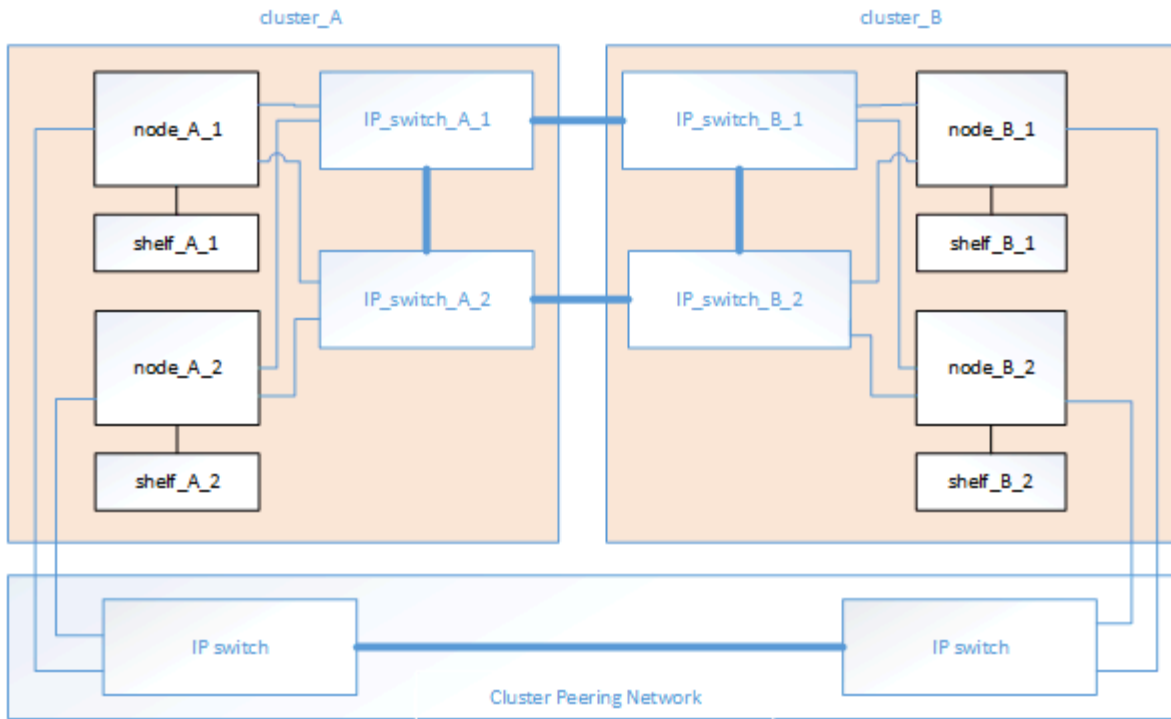 cluster_A
cluster_B
node_A_1
IP_switch_A_1
IP_switch_B_1
node_B_1
shelf_A_1
shelf_B_1
IP_switch_A_2
IP_switch_B_2
node_A_2
node_B_2
shelf_A_2
shelf_B_2
IP switch
IP switch
Cluster Peering Network